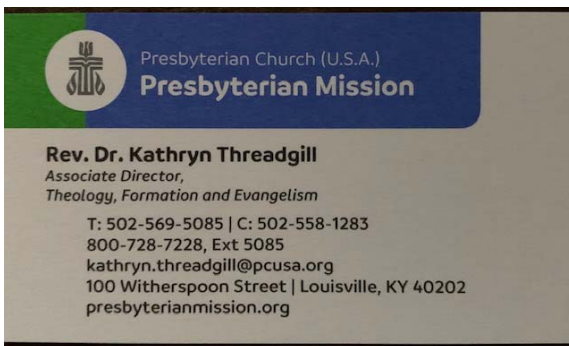 Presbyterian Church (U.S.A.)
Presbyterian Mission
Rev. Dr. Kathryn Threadgill
Associate Director,
Theology, Formation and Evangelism
T: 502-569-5085 | C: 502-558-1283
800-728-7228, Ext 5085
kathryn.threadgill@pcusa.org
100 Witherspoon Street | Louisville, KY 40202
presbyterianmission.org